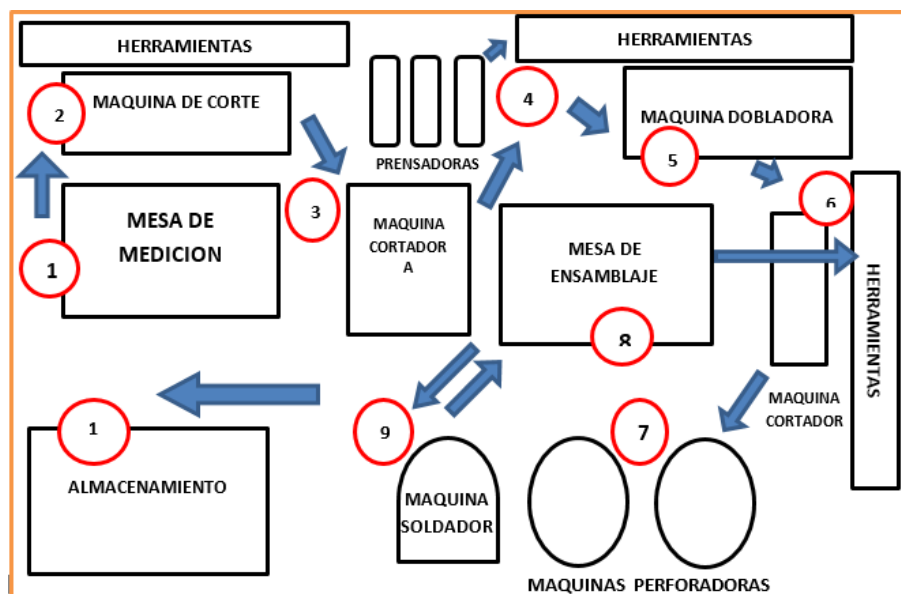 HERRAMIENTAS
HERRAMIENTAS
2
MAQUINA DE CORTE
4
MAQUINA DOBLADORA
PRENSADORAS
5
3
6
MESA DE
MEDICION
MAQUINA
CORTADOR
A
MESA DE
ENSAMBLAJE
1
HERRAMIENTAS
8
MAQUINA
CORTADOR
1
9
7
ALMACENAMIENTO
MAQUINA
SOLDADOR
MAQUINAS PERFORADORAS